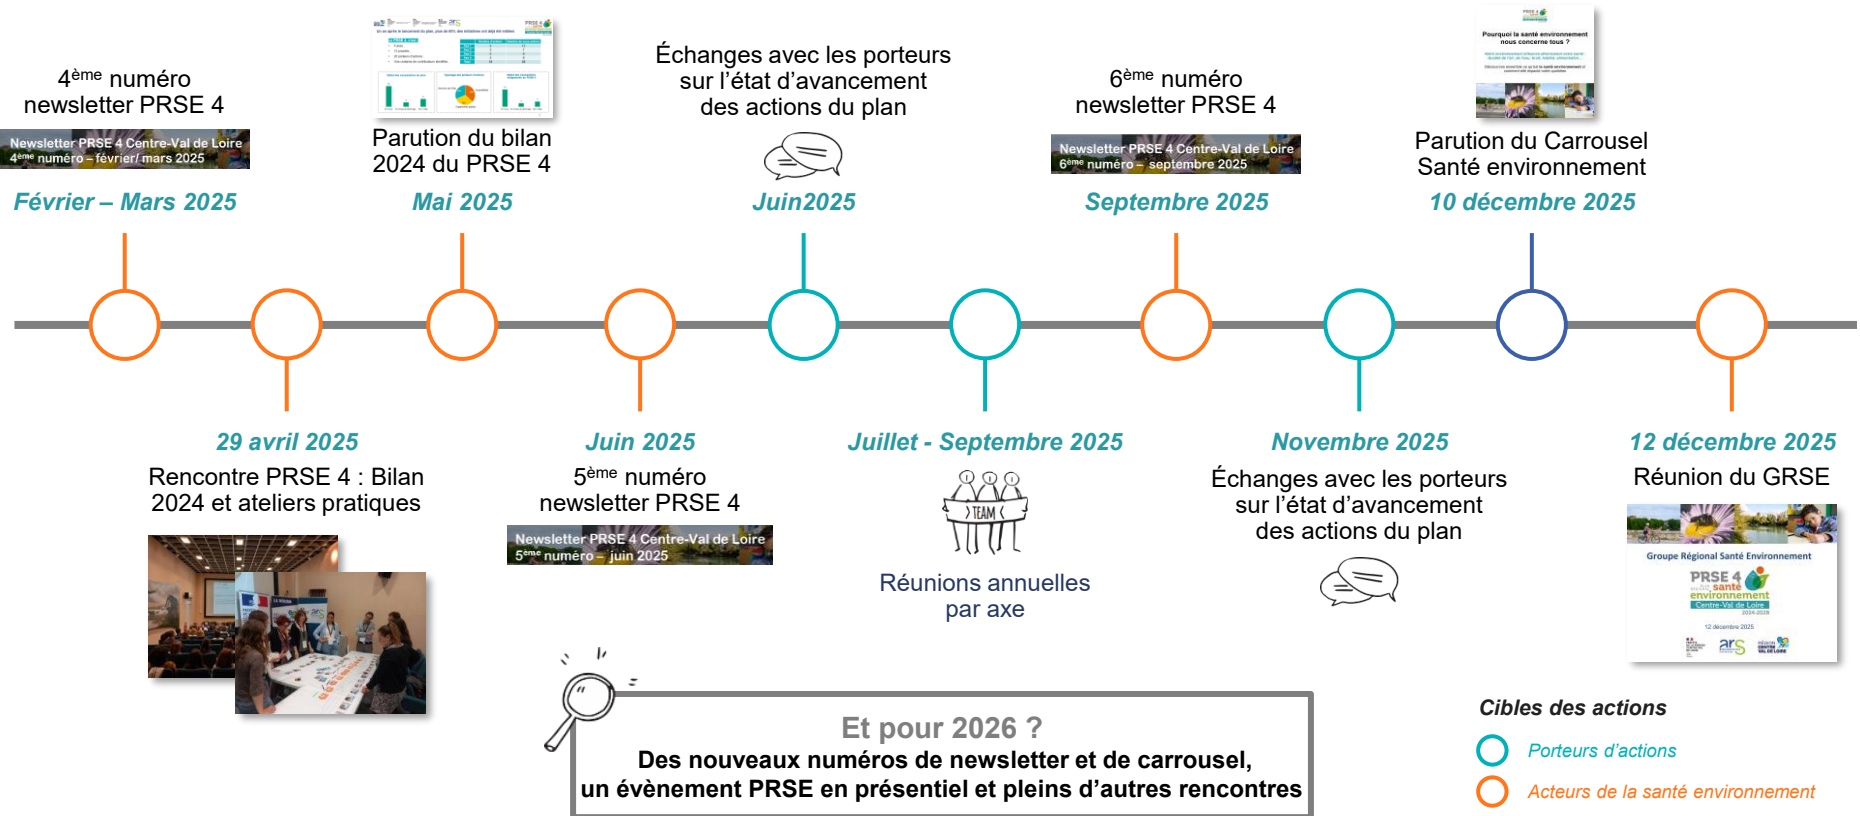 4ème numéro
newsletter PRSE 4
Newsletter PRSE 4 Centre-Val de Loire
4ème numéro – février/ mars 2025
Février – Mars 2025
Parution du bilan
2024 du PRSE 4
Mai 2025
Échanges avec les porteurs
sur l’état d’avancement
des actions du plan
Juin2025
6ème numéro
newsletter PRSE 4
Newsletter PRSE 4 Centre-Val de Loire
6ème numéro – septembre 2025
Septembre 2025
Pourquoi la santé environnement
nous concerne tous ?
Parution du Carrousel
Santé environnement
10 décembre 2025
29 avril 2025
Rencontre PRSE 4 : Bilan
2024 et ateliers pratiques
Juin 2025
5ème numéro
newsletter PRSE 4
Newsletter PRSE 4 Centre-Val de Loire
5ème numéro – juin 2025
Juillet - Septembre 2025
TEAM
Réunions annuelles
par axe
Novembre 2025
Échanges avec les porteurs
sur l’état d’avancement
des actions du plan
12 décembre 2025
Réunion du GRSE
Groupe Régional Santé Environnement
PRSE 4
santé
environnement
Centre-Val de Loire
2024-2028
12 décembre 2025
ars
RÉGION
CENTRE
VAL DE LOIRE
Et pour 2026 ?
Des nouveaux numéros de newsletter et de carrousel,
un évènement PRSE en présentiel et pleins d’autres rencontres
Cibles des actions
Porteurs d’actions
Acteurs de la santé environnement